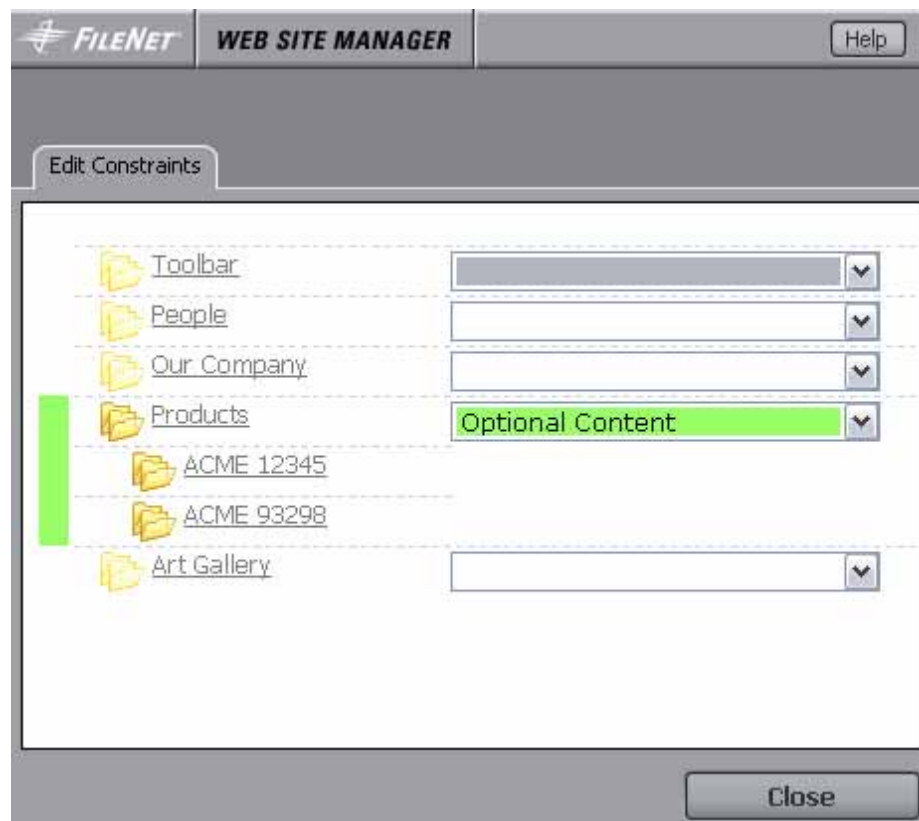 FILENET WEB SITE MANAGER Help
Edit Constraints
Toolbar
People
Our Company
Products Optional Content
ACME 12345
ACME 93298
Art Gallery
Close